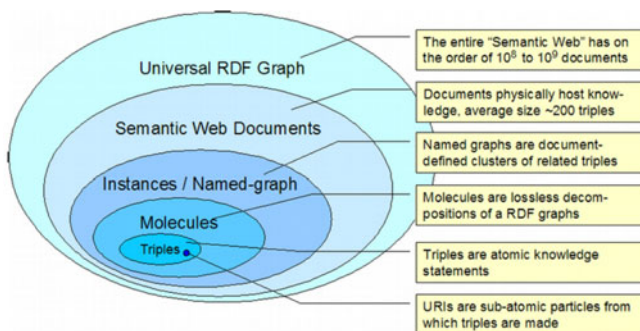 Universal RDF Graph
Semantic Web Documents
Instances / Named-graph
Molecules
Triples
The entire “Semantic Web” has on
the order of 10⁸ to 10⁹ documents
Documents physically host know-
ledge, average size ~200 triples
Named graphs are document-
defined clusters of related triples
Molecules are lossless decom-
positions of a RDF graphs
Triples are atomic knowledge
statements
URIs are sub-atomic particles from
which triples are made